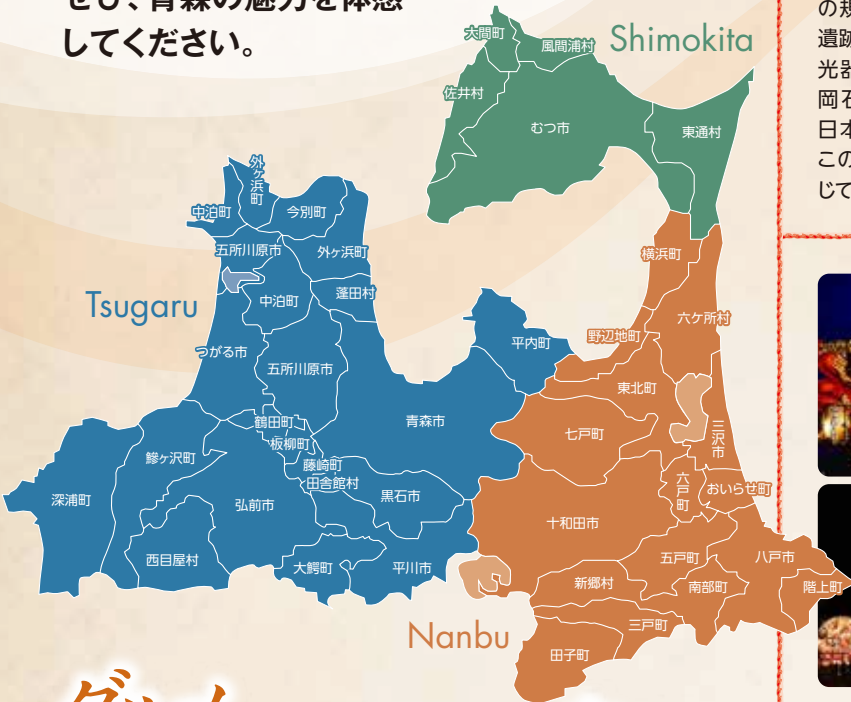 ぜひ、青森の魅力を体感
してください。
の規
遺跡
光器
岡石
日本
この
じて
Shimokita
大間町
風間浦村
佐井村
むつ市
東通村
Tsugaru
外ヶ浜町
中泊町
今別町
五所川原市
外ヶ浜町
中泊町
蓬田村
つがる市
五所川原市
平内町
青森市
鶴田町
板柳町
藤崎町
田舎館村
鰺ヶ沢町
黒石市
深浦町
弘前市
西目屋村
大鰐町
平川市
横浜町
六ケ所村
野辺地町
東北町
七戸町
三沢市
六戸町
おいらせ町
十和田市
五戸町
八戸市
新郷村
南部町
階上町
三戸町
田子町
Nanbu